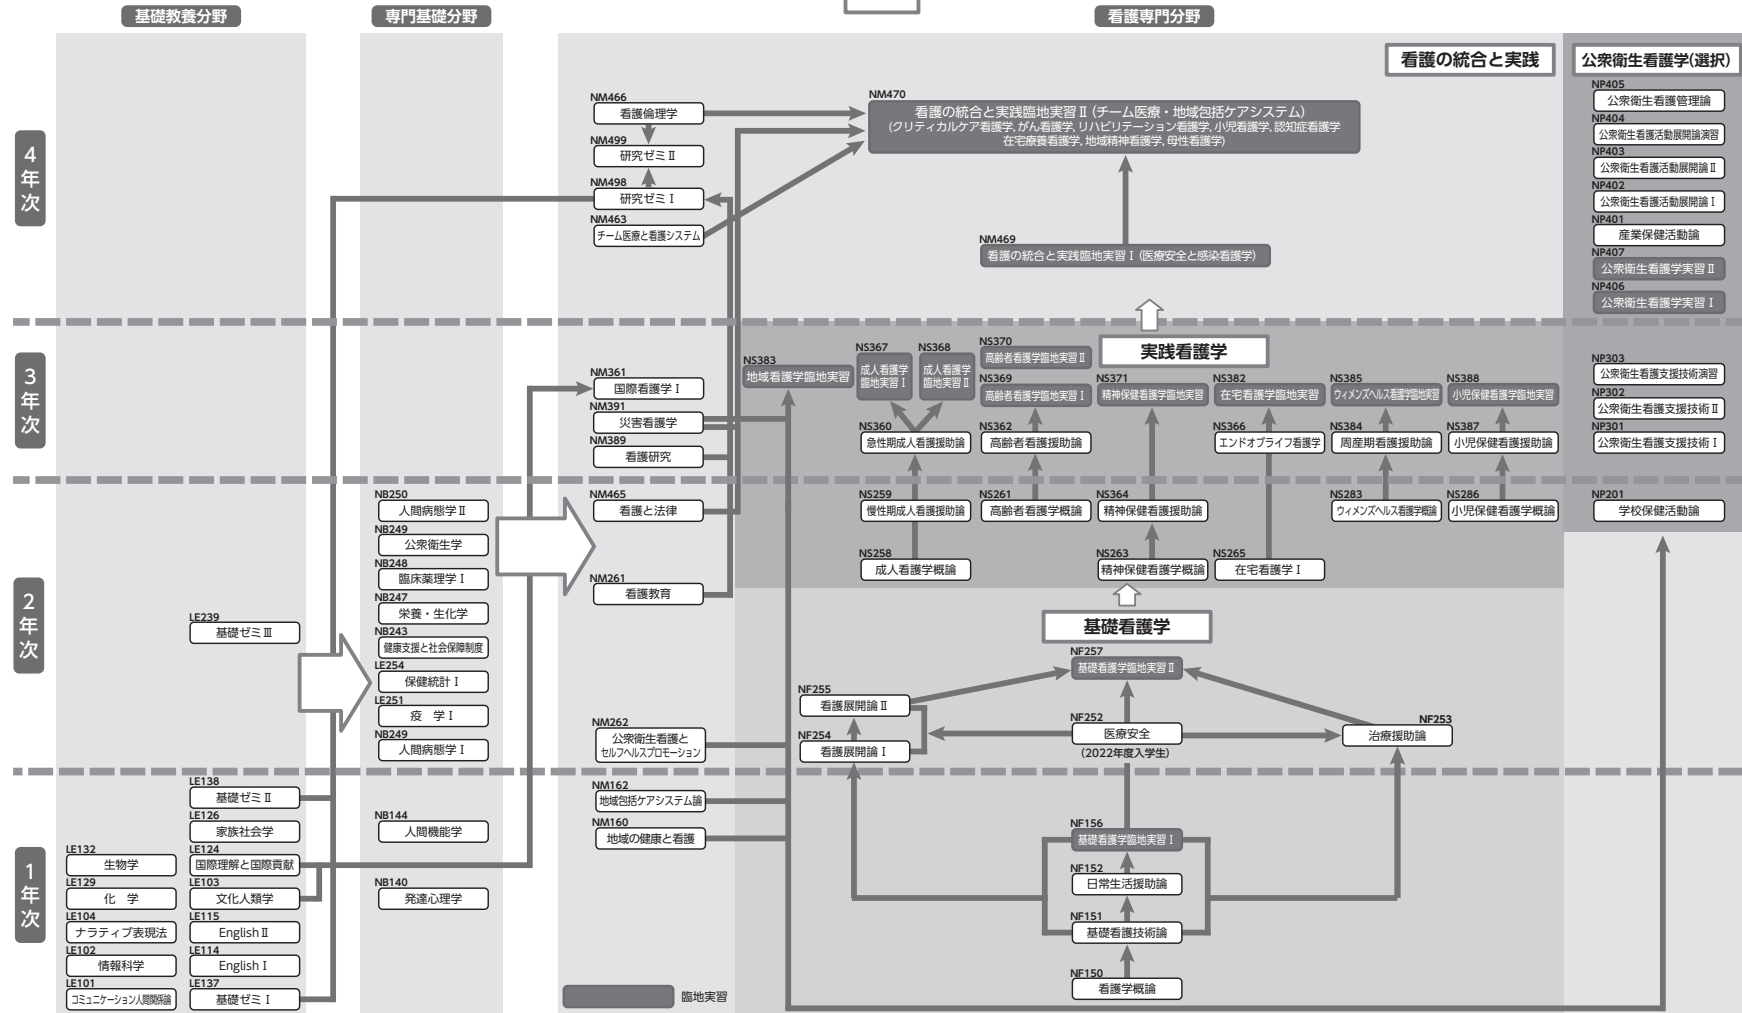 基礎教養分野
専門基礎分野
看護専門分野
看護の統合と実践
公衆衛生看護学(選択)
4年次
NM466
看護倫理学
NM499
研究ゼミⅡ
NM498
研究ゼミⅠ
NM463
チーム医療と看護システム
NM470
看護の統合と実践臨地実習Ⅱ(チーム医療・地域包括ケアシステム)
(クリティカルケア看護学, がん看護学, リハビリテーション看護学, 小児看護学, 認知症看護学
在宅療養看護学, 地域精神看護学, 母性看護学)
NM469
看護の統合と実践臨地実習Ⅰ(医療安全と感染看護学)
NP405
公衆衛生看護管理論
NP404
公衆衛生看護活動展開論演習
NP403
公衆衛生看護活動展開論Ⅱ
NP402
公衆衛生看護活動展開論Ⅰ
NP401
産業保健活動論
NP407
公衆衛生看護学実習Ⅱ
NP406
公衆衛生看護学実習Ⅰ
3年次
実践看護学
NM361
国際看護学Ⅰ
NM391
災害看護学
NM389
看護研究
NS383
地域看護学臨地実習
NS367
成人看護学
臨地実習Ⅰ
NS368
成人看護学
臨地実習Ⅱ
NS370
高齢者看護学臨地実習Ⅱ
NS369
高齢者看護学臨地実習Ⅰ
NS371
精神保健看護学臨地実習
NS382
在宅看護学臨地実習
NS385
ウィメンズヘルス看護学臨地実習
NS388
小児保健看護学臨地実習
NS360
急性期成人看護援助論
NS362
高齢者看護援助論
NS366
エンドオブライフ看護学
NS384
周産期看護援助論
NS387
小児保健看護援助論
NP303
公衆衛生看護支援技術演習
NP302
公衆衛生看護支援技術Ⅱ
NP301
公衆衛生看護支援技術Ⅰ
2年次
LE239
基礎ゼミⅢ
NB250
人間病態学Ⅱ
NB249
公衆衛生学
NB248
臨床薬理学Ⅰ
NB247
栄養・生化学
NB243
健康支援と社会保障制度
LE254
保健統計Ⅰ
LE251
疫 学Ⅰ
NB249
人間病態学Ⅰ
NM465
看護と法律
NM261
看護教育
NM262
公衆衛生看護と
セルフヘルスプロモーション
NS259
慢性期成人看護援助論
NS261
高齢者看護学概論
NS364
精神保健看護援助論
NS283
ウィメンズヘルス看護学概論
NS286
小児保健看護学概論
NP201
学校保健活動論
NS258
成人看護学概論
NS263
精神保健看護学概論
NS265
在宅看護学Ⅰ
基礎看護学
NF257
基礎看護学臨地実習Ⅱ
NF255
看護展開論Ⅱ
NF254
看護展開論Ⅰ
NF252
医療安全
(2022年度入学生)
NF253
治療援助論
1年次
LE138
基礎ゼミⅡ
LE126
家族社会学
LE132
生物学
LE124
国際理解と国際貢献
LE129
化 学
LE103
文化人類学
LE104
ナラティブ表現法
LE115
EnglishⅡ
LE102
情報科学
LE114
EnglishⅠ
LE101
コミュニケーション人間関係論
LE137
基礎ゼミⅠ
NB144
人間機能学
NB140
発達心理学
NM162
地域包括ケアシステム論
NM160
地域の健康と看護
NF156
基礎看護学臨地実習Ⅰ
NF152
日常生活援助論
NF151
基礎看護技術論
NF150
看護学概論
臨地実習